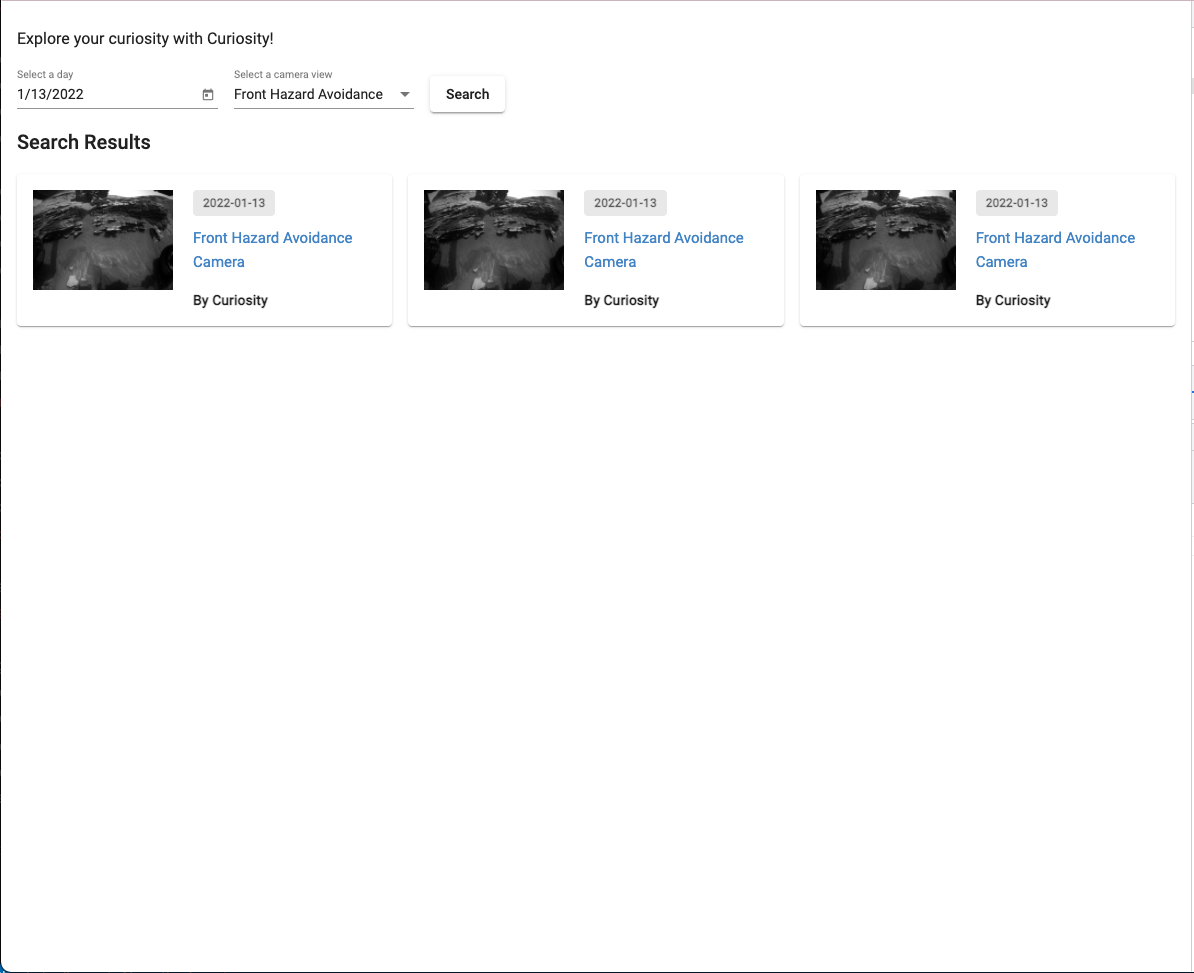 Explore your curiosity with Curiosity!
Select a day
1/13/2022
Select a camera view
Front Hazard Avoidance
Search
Search Results
2022-01-13
Front Hazard Avoidance
Camera
By Curiosity
2022-01-13
Front Hazard Avoidance
Camera
By Curiosity
2022-01-13
Front Hazard Avoidance
Camera
By Curiosity